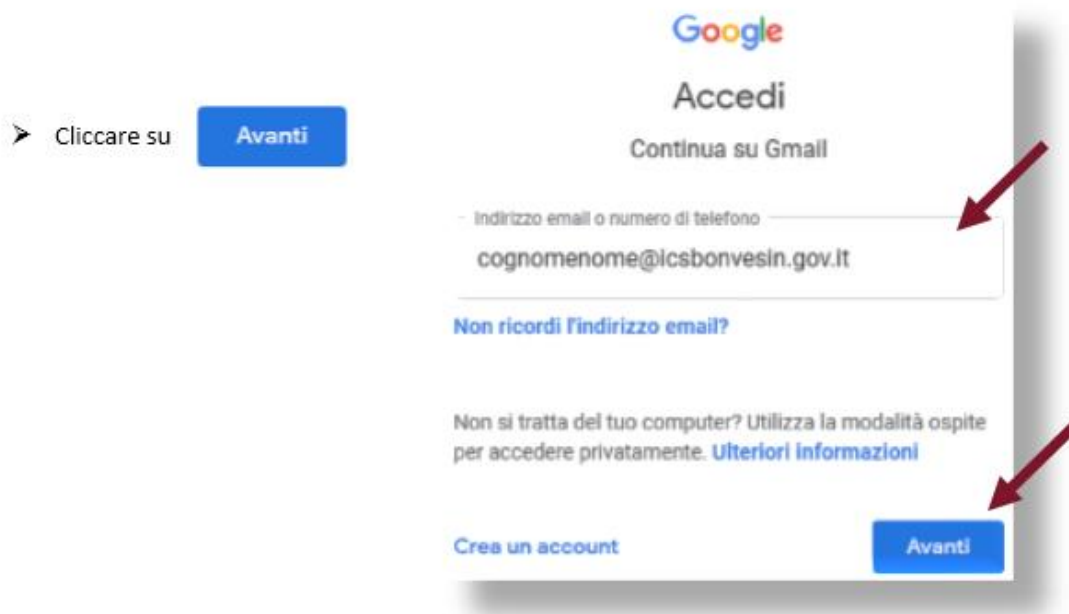 ➢ Cliccare su Avanti
Google
Accedi
Continua su Gmail
Indirizzo email o numero di telefono
cognomenome@icsbonvesin.gov.it
Non ricordi l'indirizzo email?
Non si tratta del tuo computer? Utilizza la modalità ospite
per accedere privatamente. Ulteriori informazioni
Crea un account Avanti